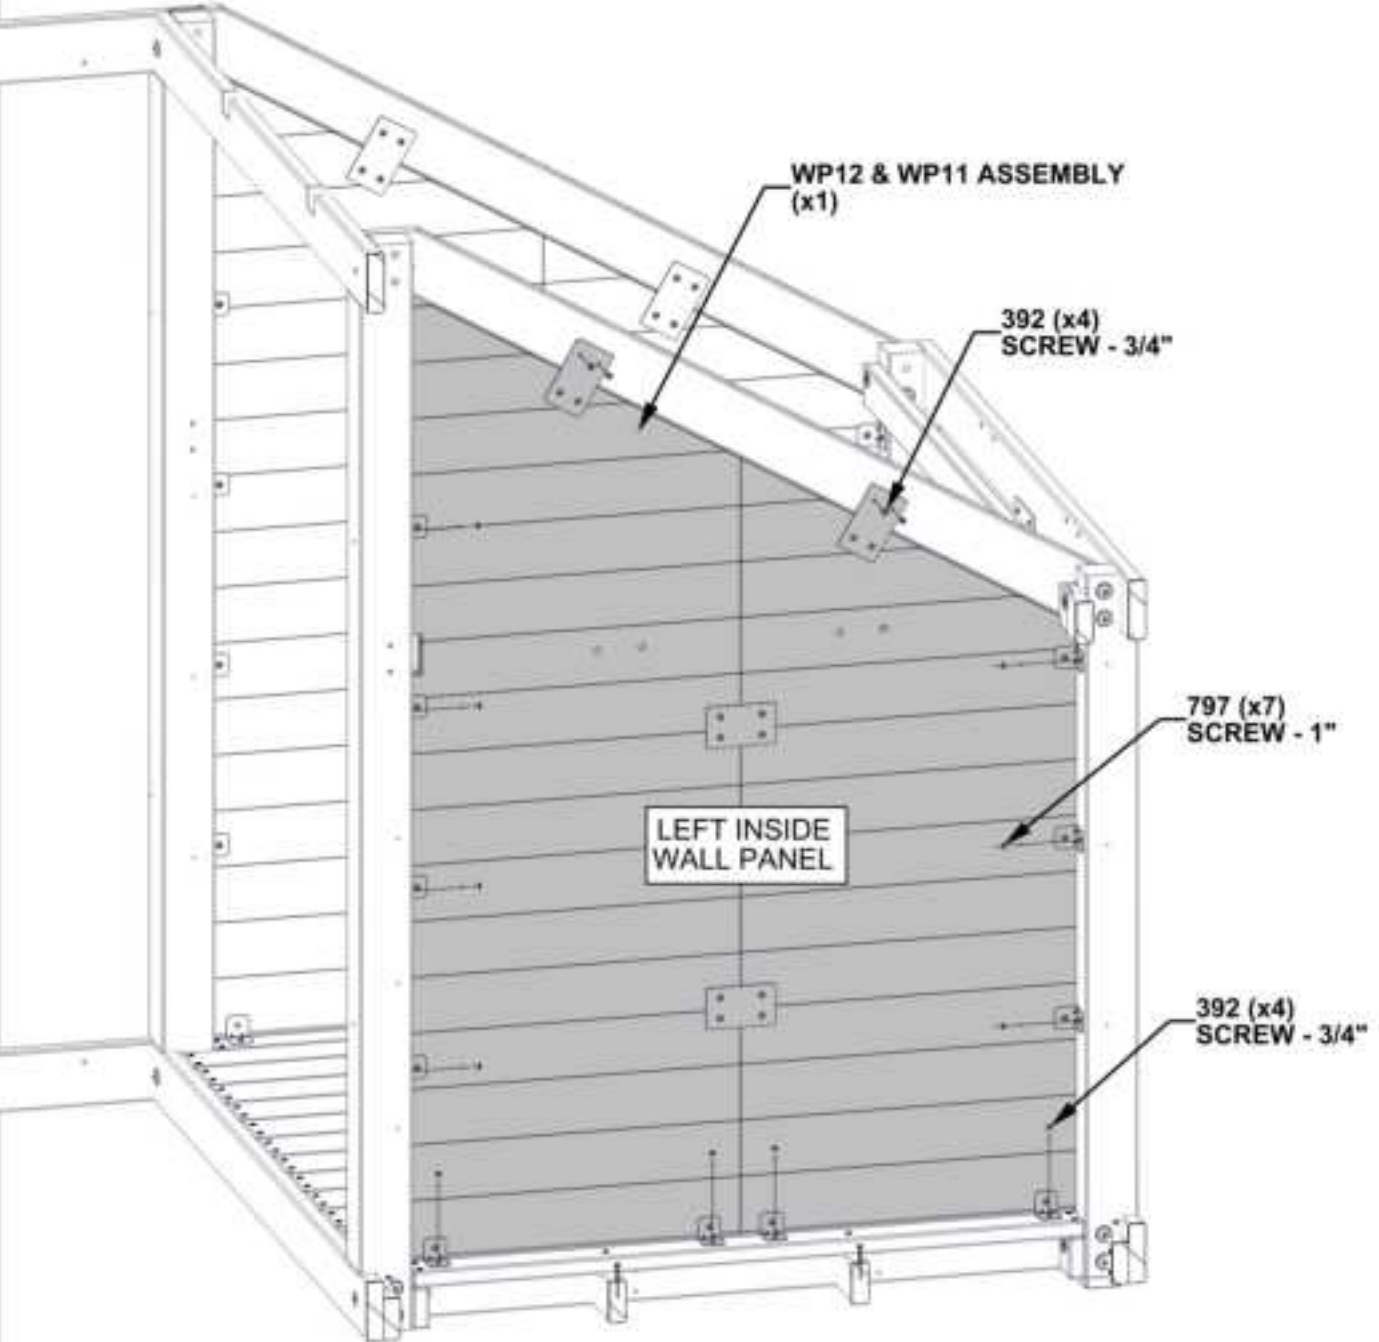 WP12 & WP11 ASSEMBLY
(x1)
392 (x4)
SCREW - 3/4"
797 (x7)
SCREW - 1"
LEFT INSIDE
WALL PANEL
392 (x4)
SCREW - 3/4"